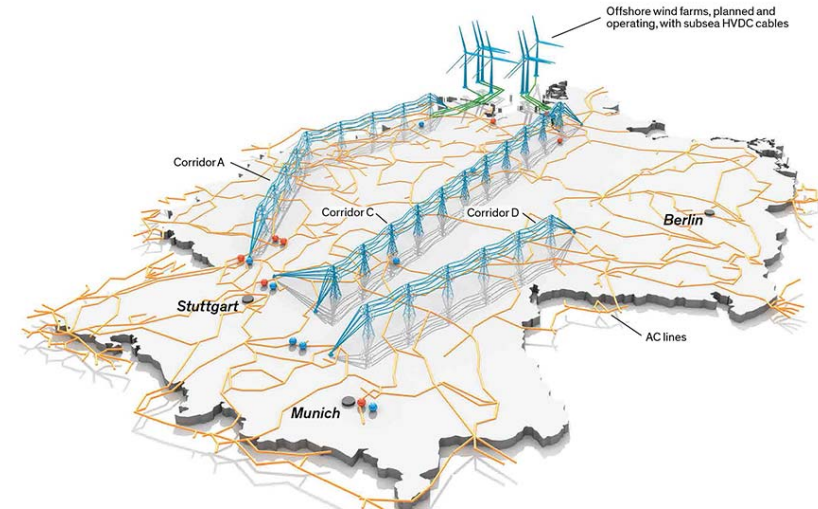 Offshore wind farms, planned and
operating, with subsea HVDC cables
Corridor A
Corridor C
Corridor D
Berlin
Stuttgart
AC lines
Munich